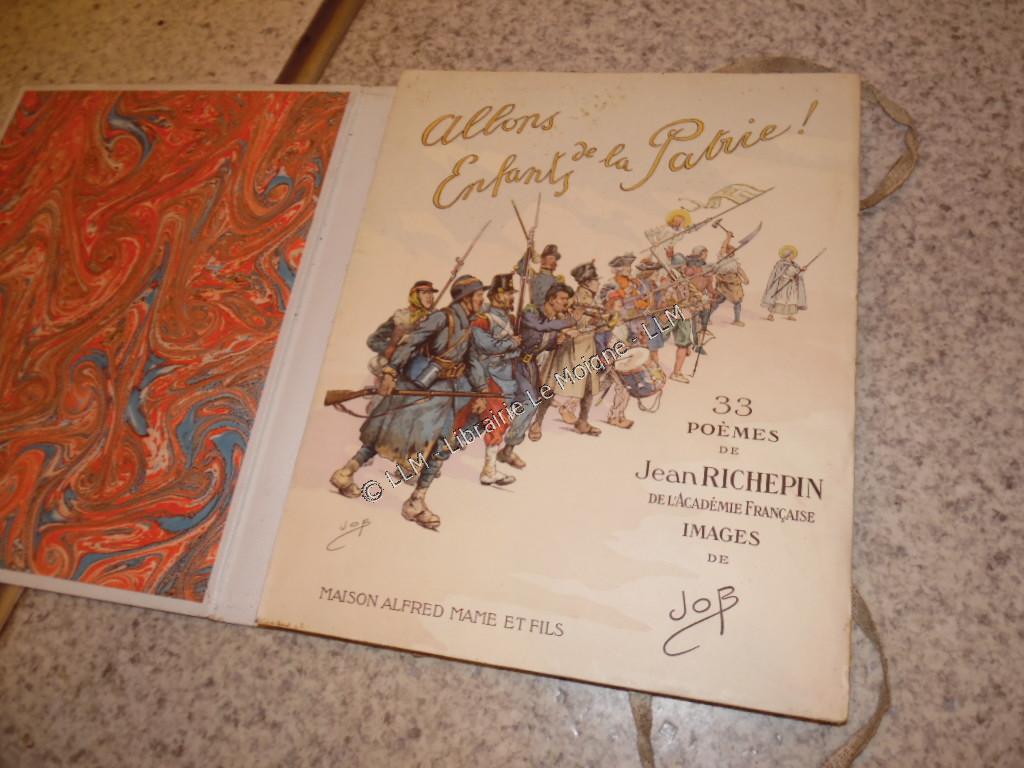 Allons
Enfants de la Patrie !
33
POÈMES
DE
Jean RICHEPIN
DE L'ACADÉMIE FRANÇAISE
IMAGES
DE
JOB
JOB
MAISON ALFRED MAME ET FILS
© LLM - Librairie Le Moigne - LLM